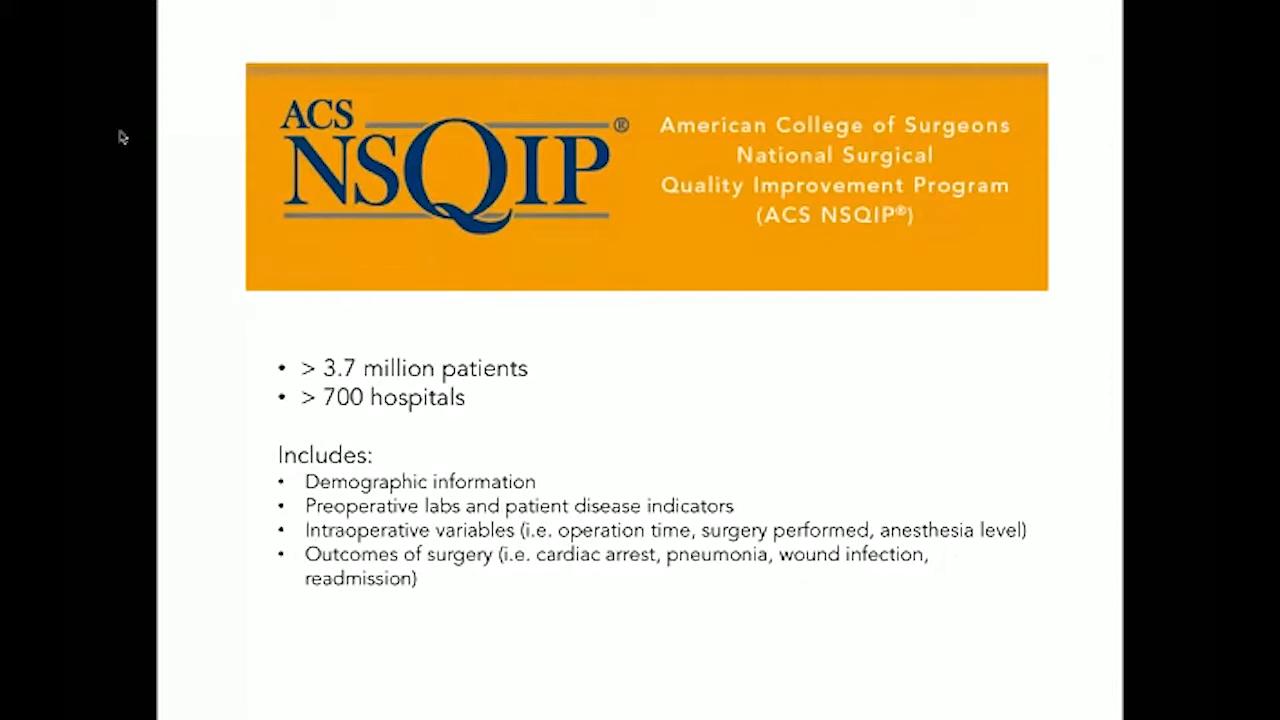 ACS
NSQIP®
American College of Surgeons
National Surgical
Quality Improvement Program
(ACS NSQIP®)
• > 3.7 million patients
• > 700 hospitals
Includes:
• Demographic information
• Preoperative labs and patient disease indicators
• Intraoperative variables (i.e. operation time, surgery performed, anesthesia level)
• Outcomes of surgery (i.e. cardiac arrest, pneumonia, wound infection,
readmission)